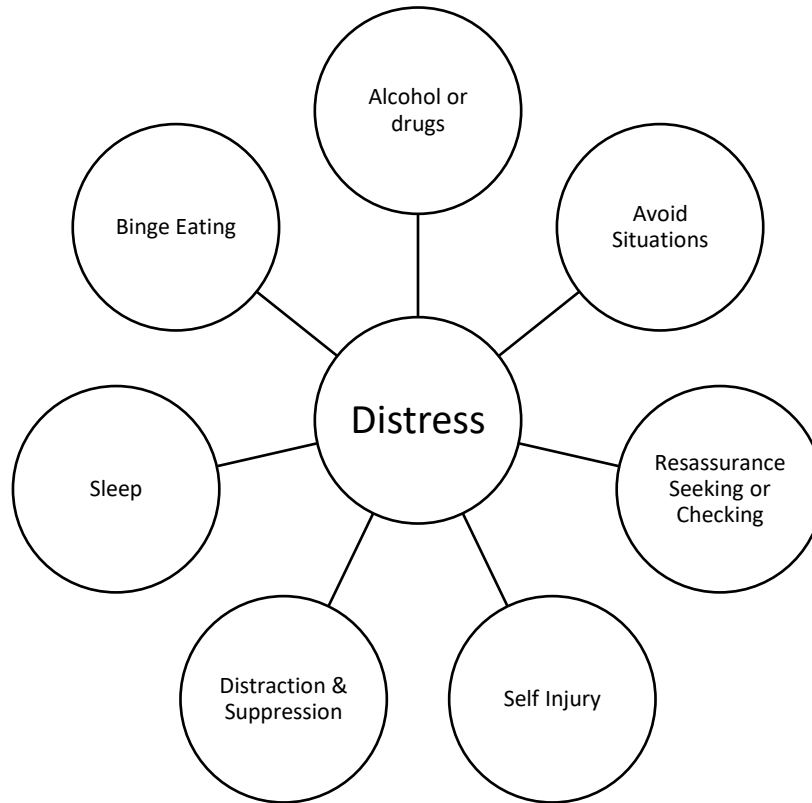 Alcohol or
drugs
Avoid
Situations
Resassurance
Seeking or
Checking
Self Injury
Distraction &
Suppression
Sleep
Binge Eating
Distress